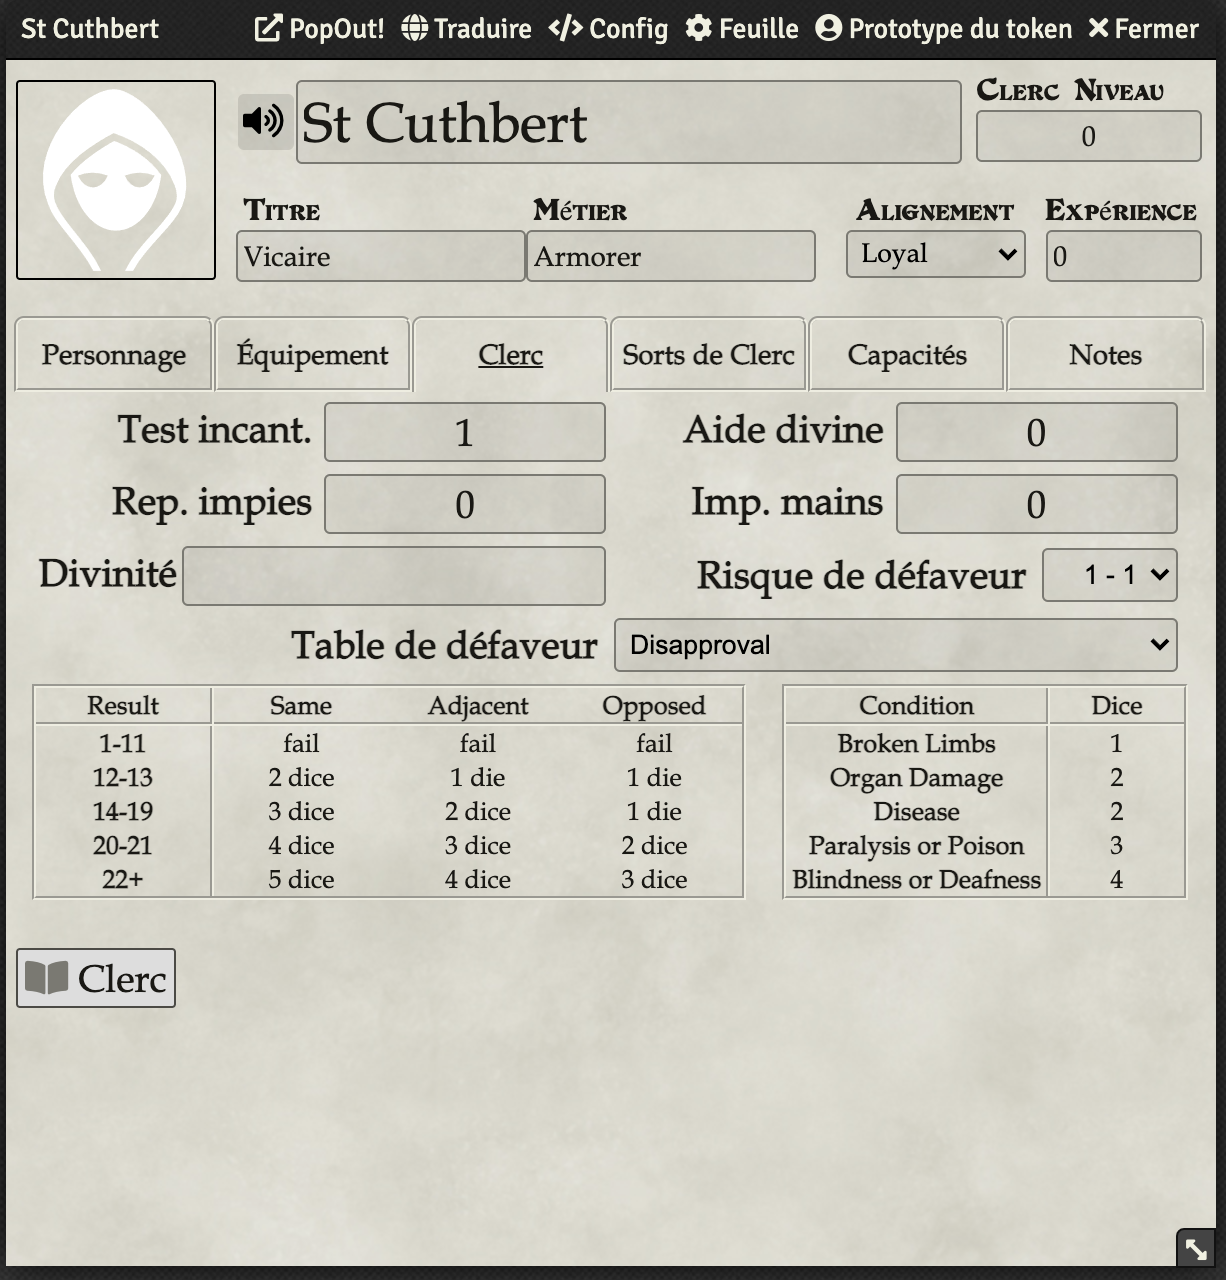 St Cuthbert PopOut! Traduire Config Feuille Prototype du token Fermer
St Cuthbert
Clerc Niveau
0
Titre Métier Alignement Expérience
Vicaire Armorer Loyal 0
Personnage Équipement Clerc Sorts de Clerc Capacités Notes
Test incant. 1 Aide divine 0
Rep. impies 0 Imp. mains 0
Divinité Risque de défaveur 1 - 1
Table de défaveur Disapproval
Result Same Adjacent Opposed Condition Dice
1-11 fail fail fail Broken Limbs 1
12-13 2 dice 1 die 1 die Organ Damage 2
14-19 3 dice 2 dice 1 die Disease 2
20-21 4 dice 3 dice 2 dice Paralysis or Poison 3
22+ 5 dice 4 dice 3 dice Blindness or Deafness 4
Clerc